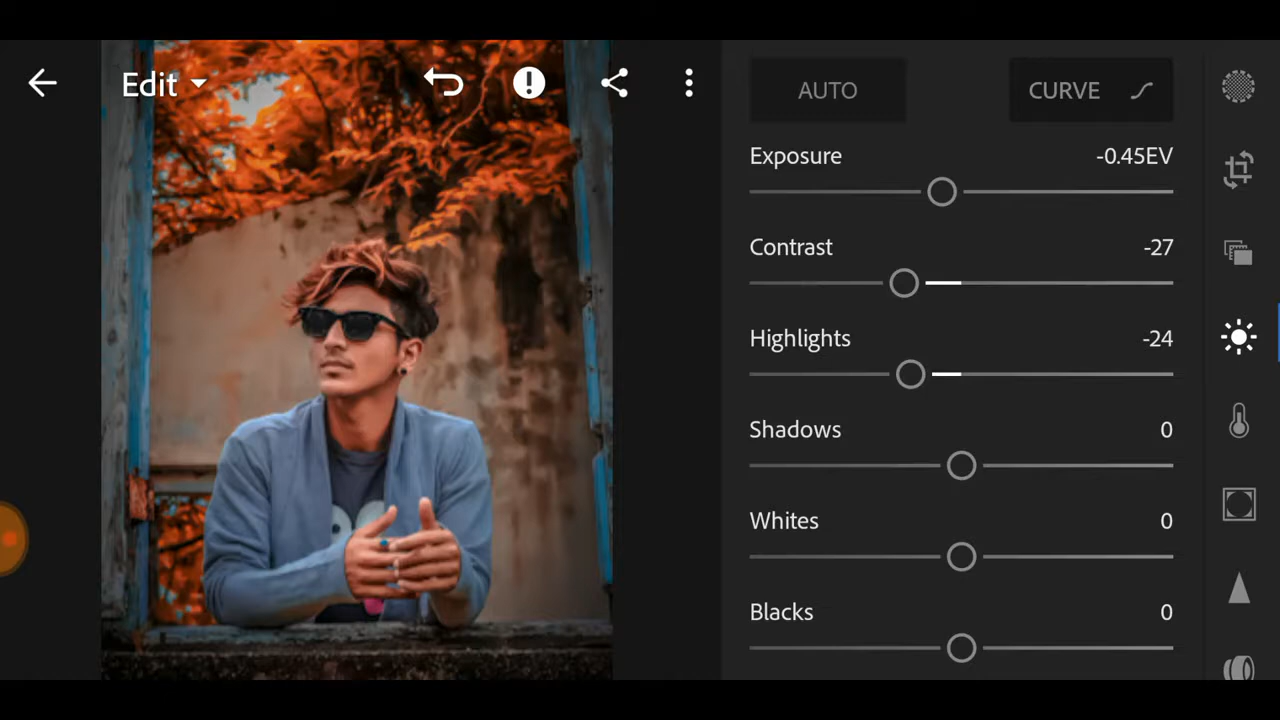 Edit
AUTO
CURVE
Exposure -0.45EV
Contrast -27
Highlights -24
Shadows 0
Whites 0
Blacks 0